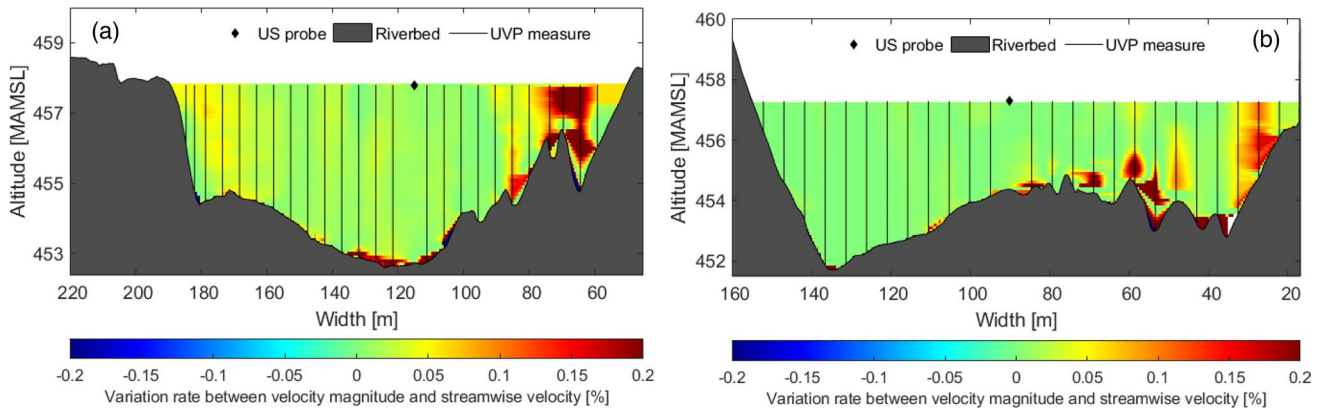 (a)
US probe Riverbed UVP measure
459
457
455
453
Altitude [MAMSL]
220 200 180 160 140 120 100 80 60
Width [m]
-0.2 -0.15 -0.1 -0.05 0 0.05 0.1 0.15 0.2
Variation rate between velocity magnitude and streamwise velocity [%]
(b)
US probe Riverbed UVP measure
460
458
456
454
452
Altitude [MAMSL]
160 140 120 100 80 60 40 20
Width [m]
-0.2 -0.15 -0.1 -0.05 0 0.05 0.1 0.15 0.2
Variation rate between velocity magnitude and streamwise velocity [%]